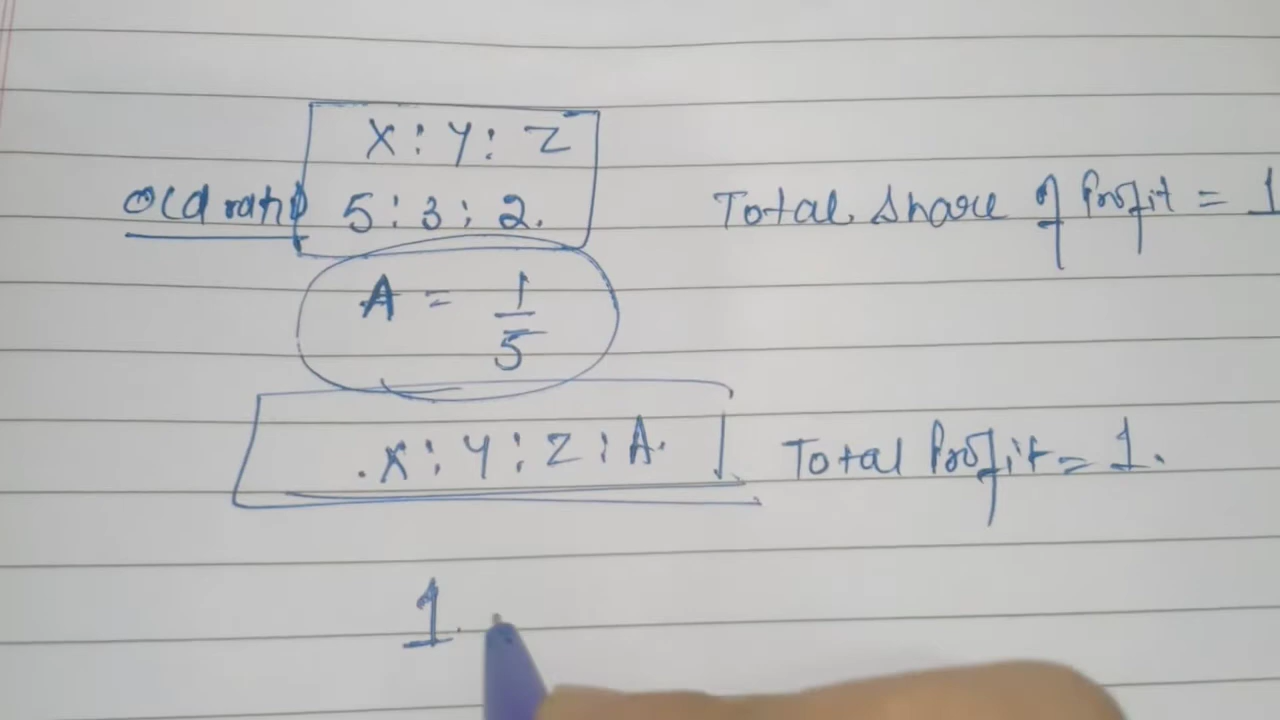 X : Y : Z
Old ratio 5 : 3 : 2.
Total Share of Profit = 1
A = 1/5
X : Y : Z : A.
Total Profit = 1.
1